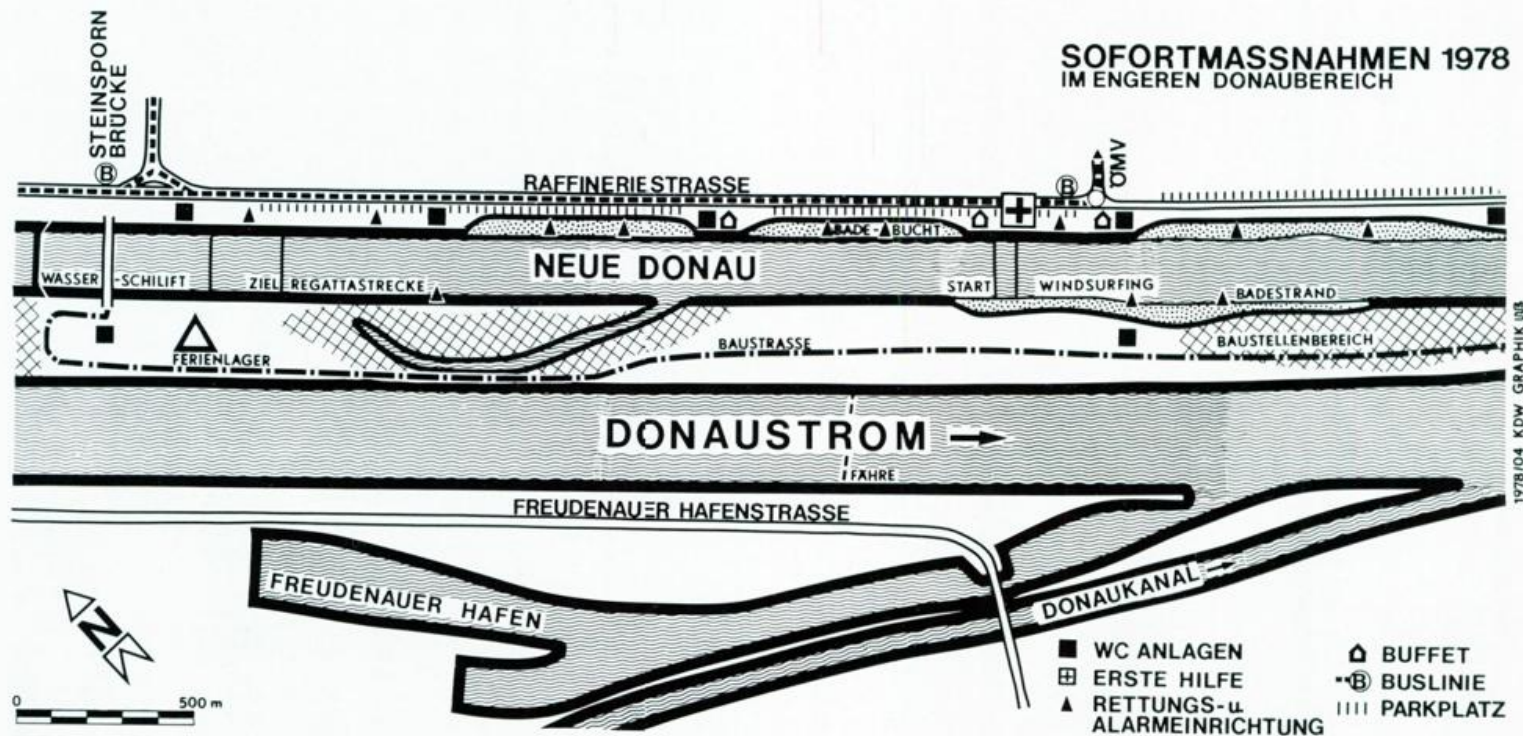 SOFORTMASSNAHMEN 1978
IM ENGEREN DONAUBEREICH
STEINSPORN
BRÜCKE
B
RAFFINERIESTRASSE
B
ÖMV
BADE-BUCHT
NEUE DONAU
WASSER-SCHILIFT
ZIEL REGATTASTRECKE
START
WINDSURFING
BADESTRAND
FERIENLAGER
BAUSTRASSE
BAUSTELLENBEREICH
DONAUSTROM
FÄHRE
FREUDENAUER HAFENSTRASSE
FREUDENAUER HAFEN
DONAUKANAL
N
0 500 m
WC ANLAGEN
ERSTE HILFE
RETTUNGS-u
ALARMEINRICHTUNG
BUFFET
B BUSLINIE
PARKPLATZ
1978/04 KDW GRAPHIK